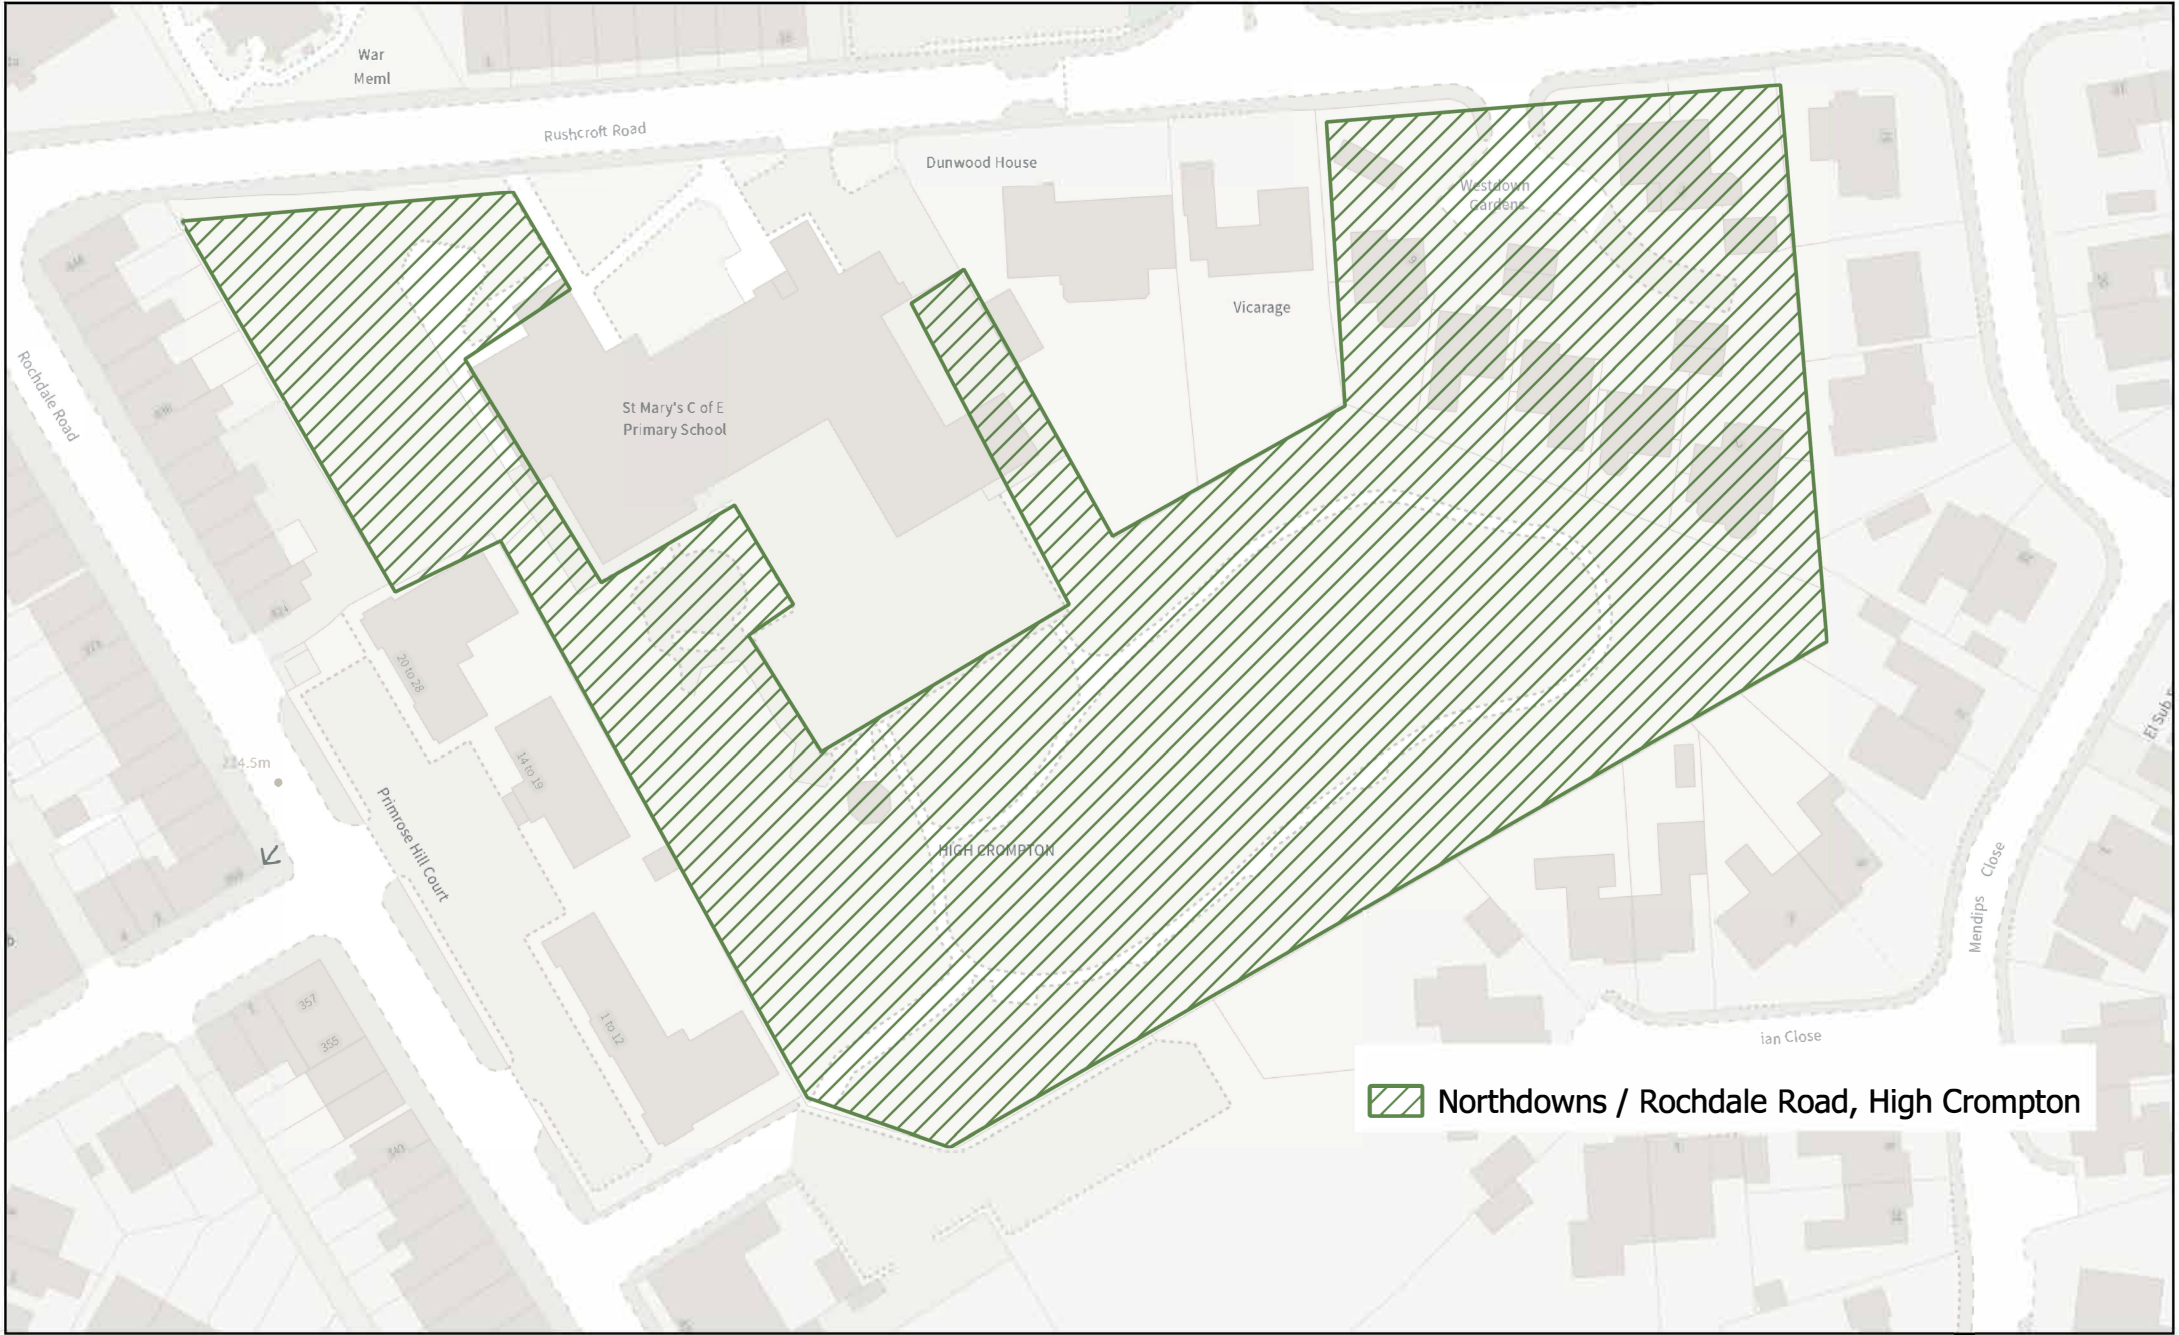 War
Meml
Rushcroft Road
Dunwood House
Westdown
Gardens
Vicarage
Rochdale Road
St Mary's C of E
Primary School
20 to 28
14 to 19
Primrose Hill Court
HIGH CROMPTON
1 to 12
357
355
343
Mendips Close
El Sub
ian Close
Northdowns / Rochdale Road, High Crompton